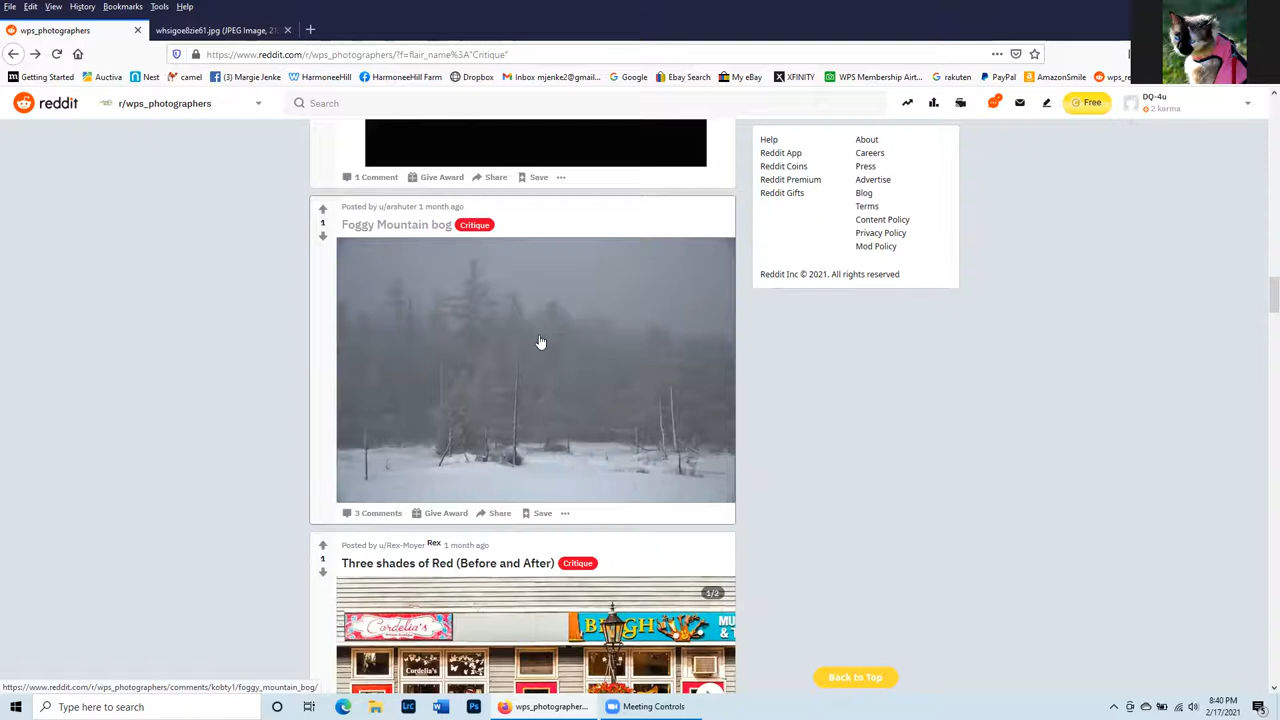 File Edit View History Bookmarks Tools Help
wps_photographers
whsigoe8zie61.jpg (JPEG Image, 2
https://www.reddit.com/r/wps_photographers/?f=flair_name%3A"Critique"
Getting Started Auctiva Nest camel (3) Margie Jenke HarmoneeHill HarmoneeHill Farm Dropbox Inbox mjenke2@gmail... Google Ebay Search My eBay XFINITY WPS Membership Airt... rakuten PayPal AmazonSmile wps_re
reddit r/wps_photographers Search Free DQ-4u
2 karma
1 Comment Give Award Share Save
Help About
Reddit App Careers
Reddit Coins Press
Reddit Premium Advertise
Reddit Gifts Blog
Terms
Content Policy
Privacy Policy
Mod Policy
Reddit Inc © 2021. All rights reserved
Posted by u/arshuter 1 month ago
1
Foggy Mountain bog Critique
3 Comments Give Award Share Save
Posted by u/Rex-Moyer Rex 1 month ago
1
Three shades of Red (Before and After) Critique
1/2
Cordelia's
Cordelia's
Back to Top
https://www.reddit.com/r/wps_photographers/comments/kobty1/foggy_mountain_bog/
Type here to search
Lrc W Ps wps_photographer... Meeting Controls
8:40 PM
2/17/2021
5